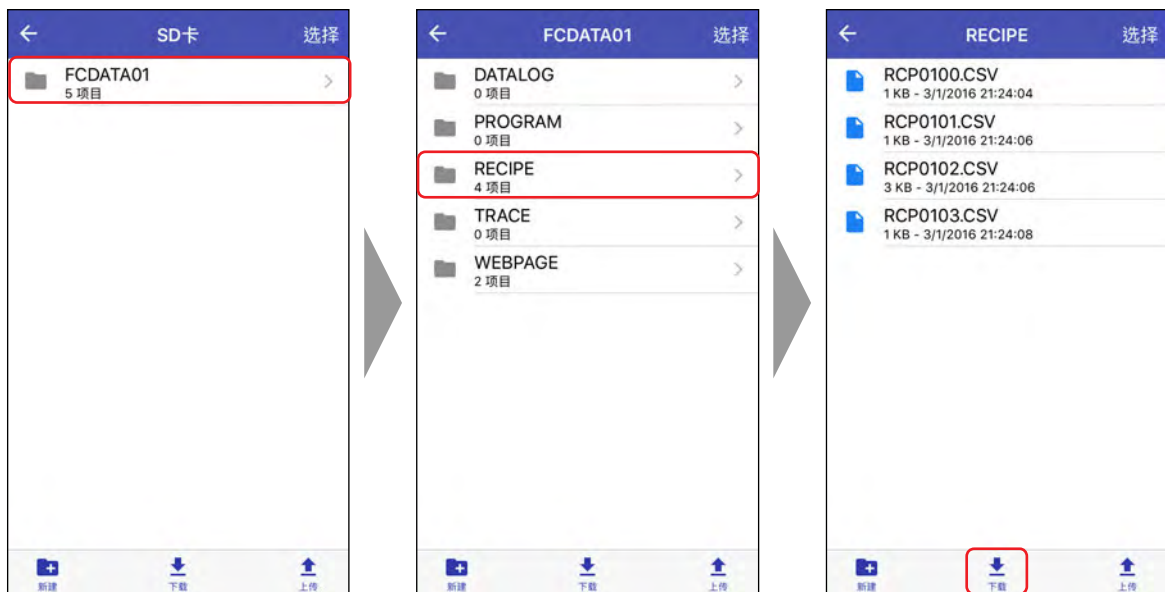 SD卡 选择
FCDATA01
5 项目
新建 下载 上传
FCDATA01 选择
DATALOG
0 项目
PROGRAM
0 项目
RECIPE
4 项目
TRACE
0 项目
WEBPAGE
2 项目
新建 下载 上传
RECIPE 选择
RCP0100.CSV
1 KB - 3/1/2016 21:24:04
RCP0101.CSV
1 KB - 3/1/2016 21:24:06
RCP0102.CSV
3 KB - 3/1/2016 21:24:06
RCP0103.CSV
1 KB - 3/1/2016 21:24:08
新建 下载 上传